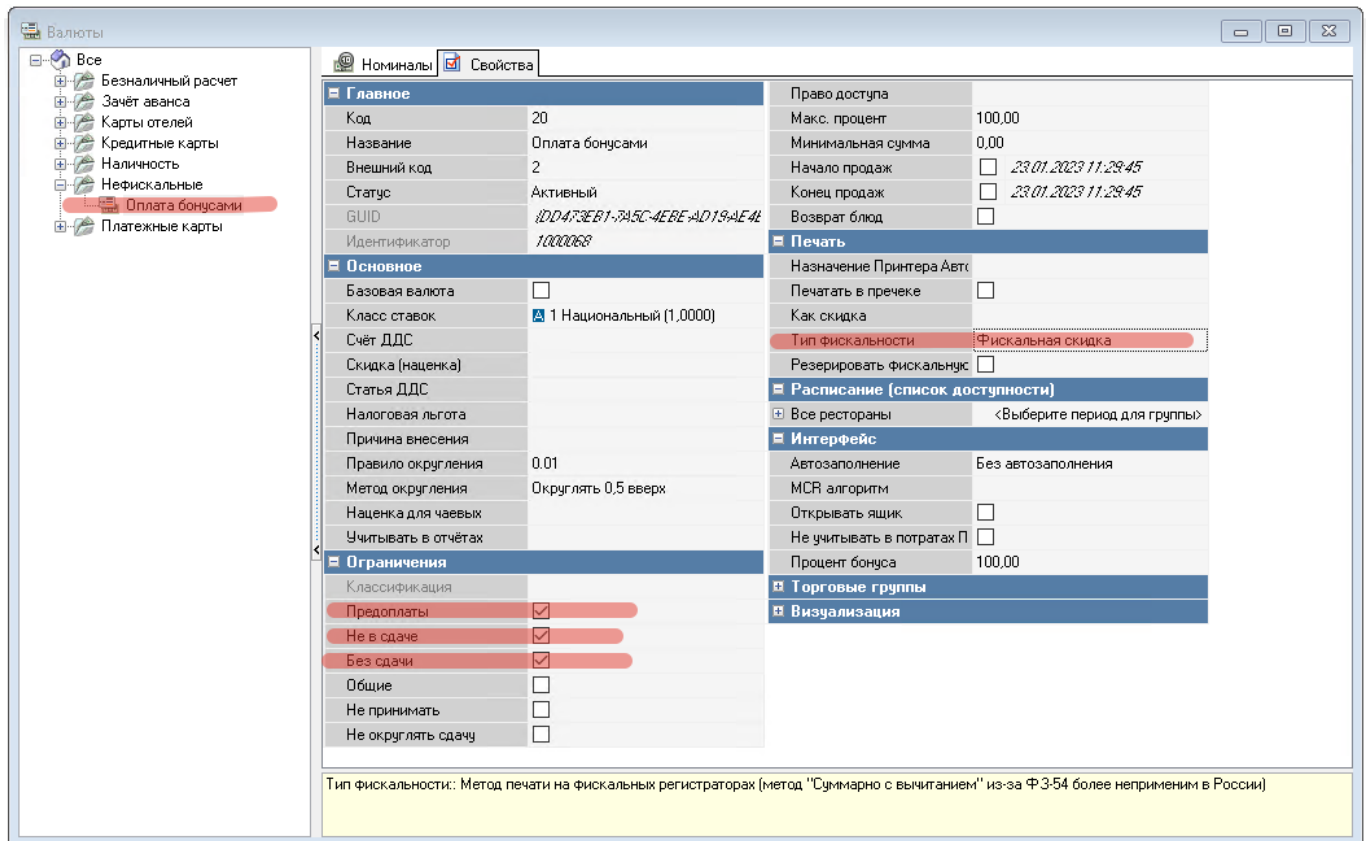 Валюты
Все
Безналичный расчет
Зачёт аванса
Карты отелей
Кредитные карты
Наличность
Нефискальные
Оплата бонусами
Платежные карты
Номиналы Свойства
Главное
Код 20
Название Оплата бонусами
Внешний код 2
Статус Активный
GUID
Идентификатор 1000068
Основное
Базовая валюта
Класс ставок 1 Национальный (1,0000)
Счёт ДДС
Скидка (наценка)
Статья ДДС
Налоговая льгота
Причина внесения
Правило округления 0.01
Метод округления Округлять 0,5 вверх
Наценка для чаевых
Учитывать в отчётах
Ограничения
Классификация
Предоплаты
Не в сдаче
Без сдачи
Общие
Не принимать
Не округлять сдачу
Право доступа
Макс. процент 100,00
Минимальная сумма 0,00
Начало продаж 23.01.2023 11:29:45
Конец продаж 23.01.2023 11:29:45
Возврат блюд
Печать
Назначение Принтера Авто
Печатать в пречеке
Как скидка
Тип фискальности Фискальная скидка
Резерировать фискальную
Расписание (список доступности)
Все рестораны <Выберите период для группы>
Интерфейс
Автозаполнение Без автозаполнения
MCR алгоритм
Открывать ящик
Не учитывать в потратах П
Процент бонуса 100,00
Торговые группы
Визуализация
Тип фискальности:: Метод печати на фискальных регистраторах (метод "Суммарно с вычитанием" из-за ФЗ-54 более неприменим в России)